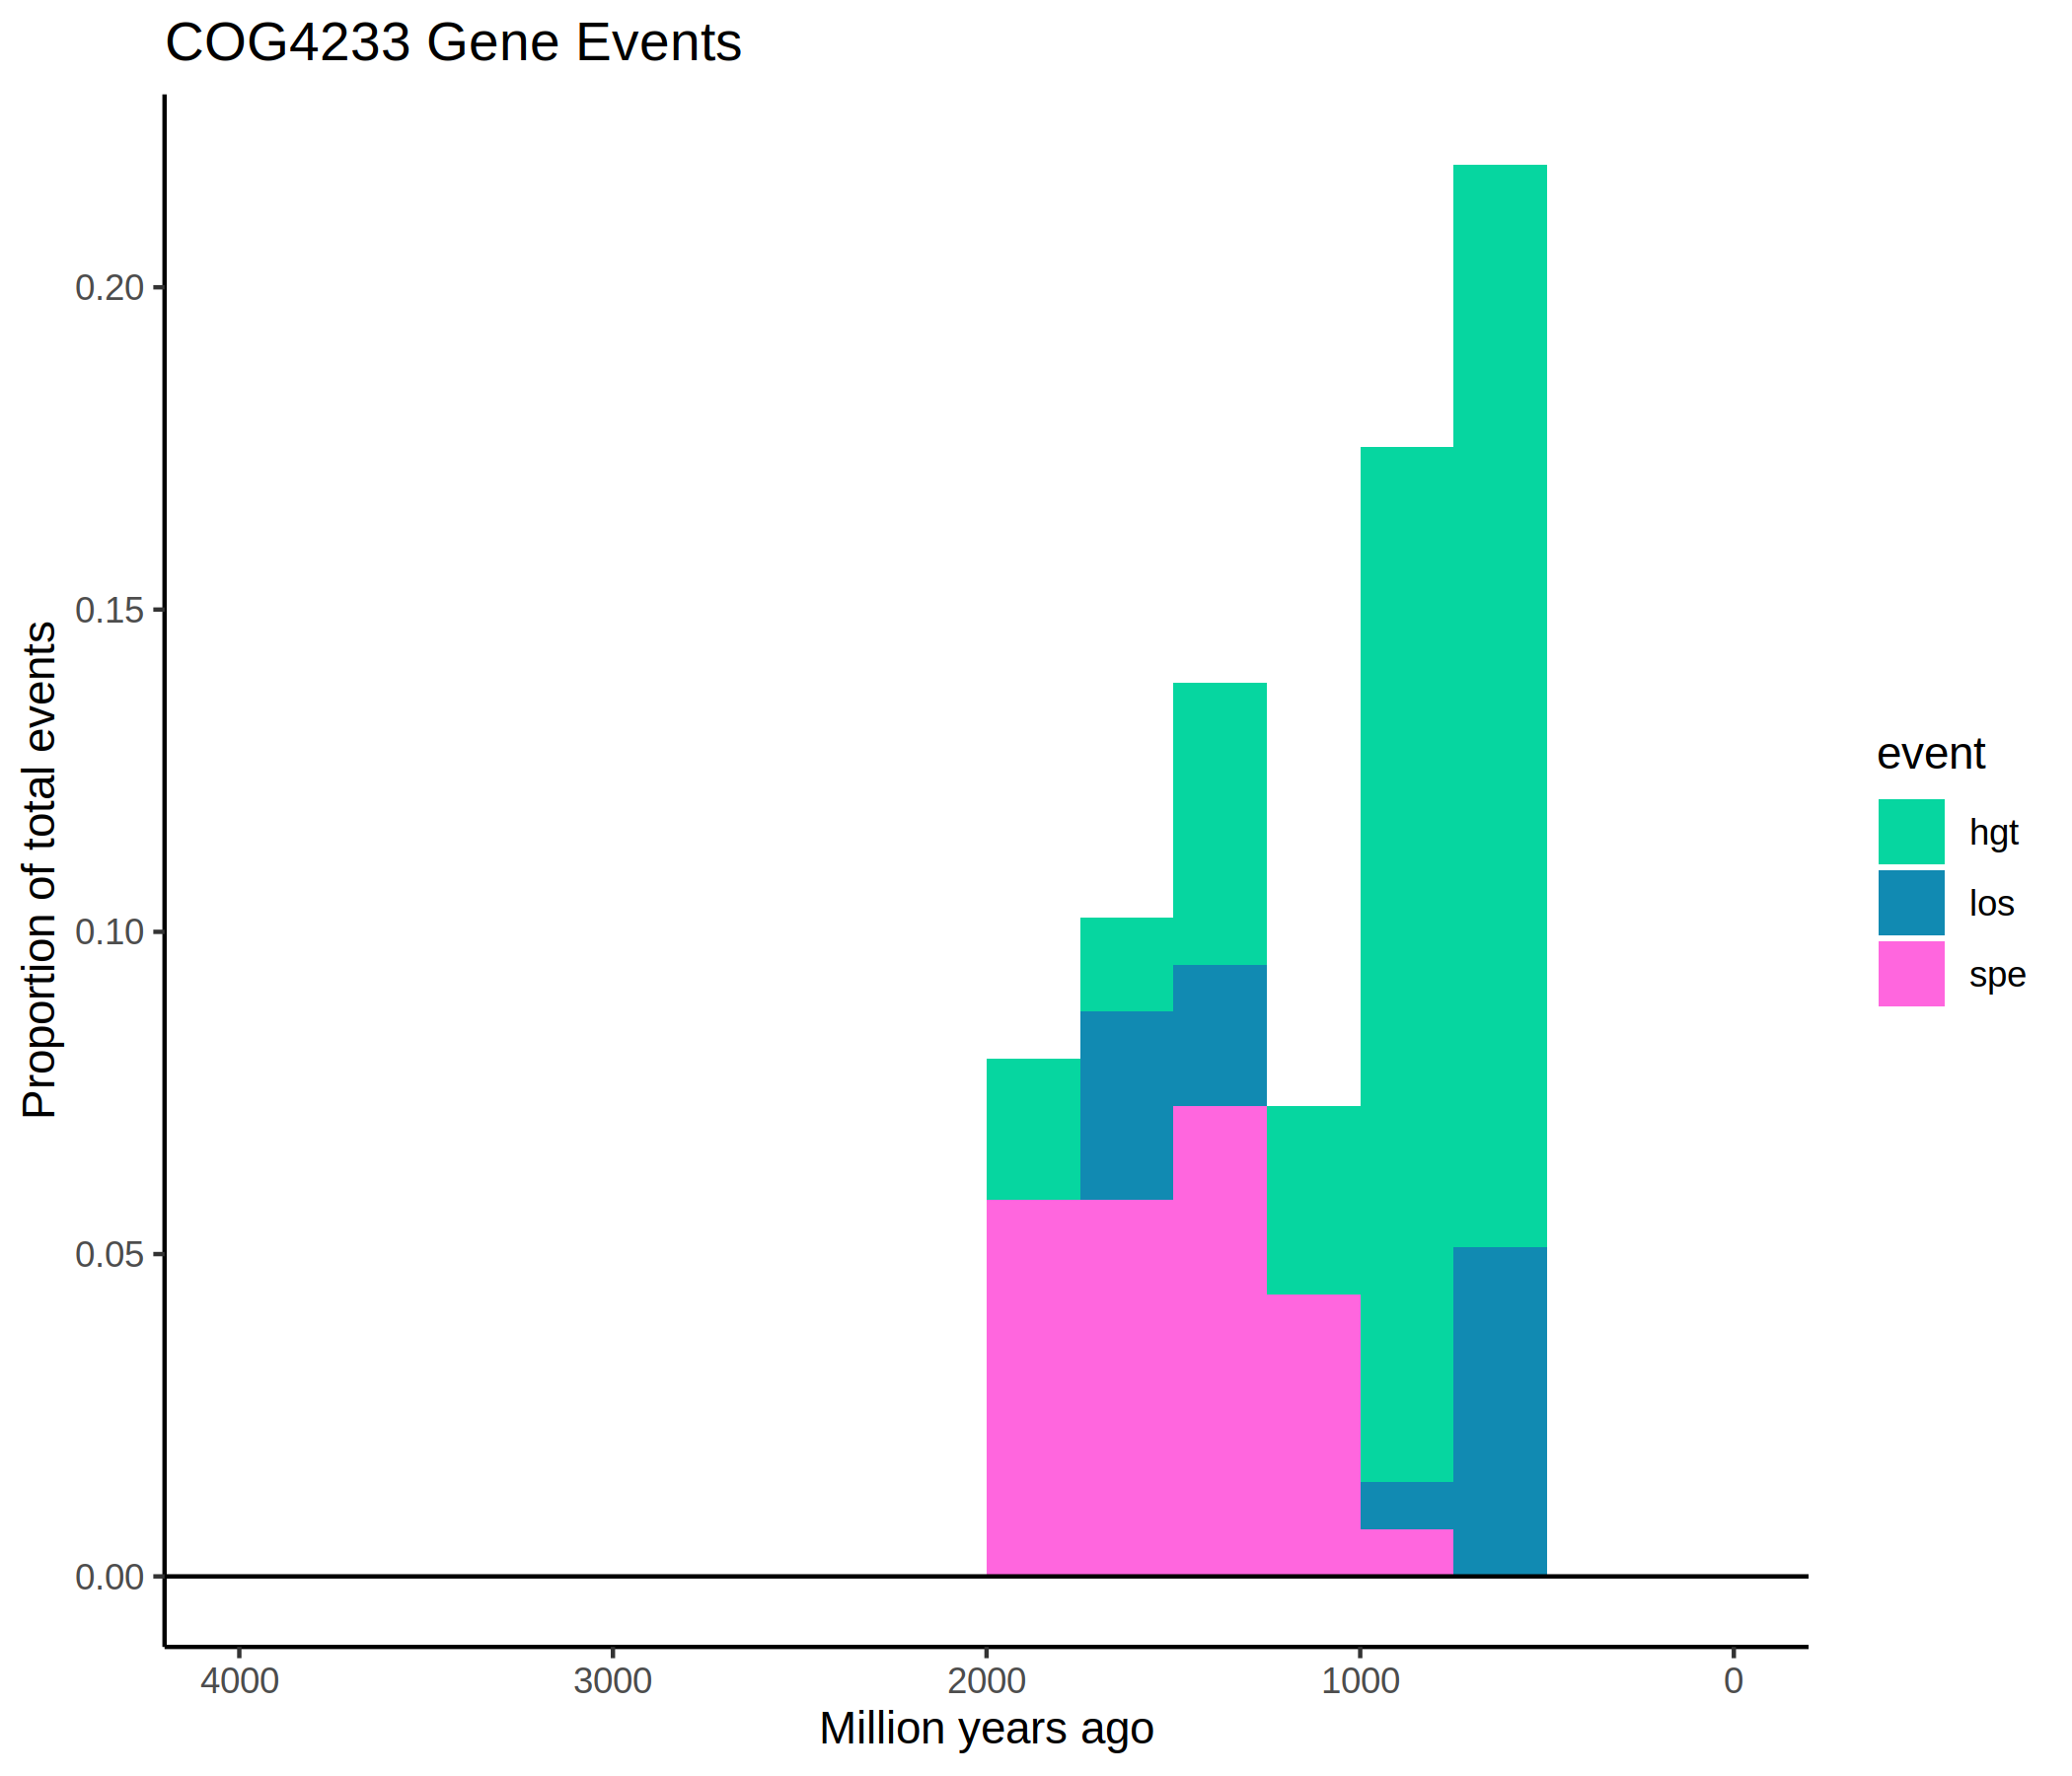 COG4233 Gene Events
Proportion of total events
0.20
0.15
0.10
0.05
0.00
4000 3000 2000 1000 0
Million years ago
event
hgt
los
spe